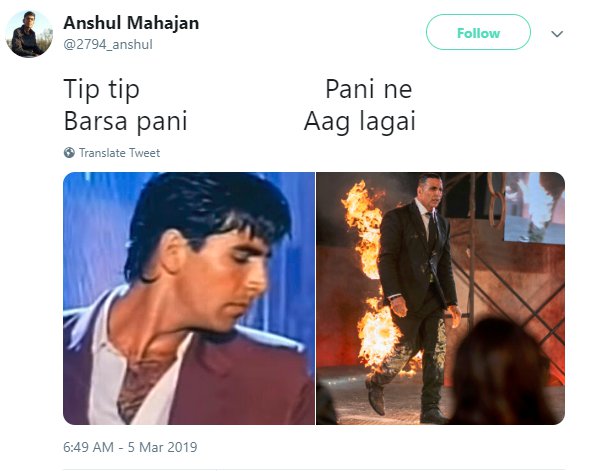 Anshul Mahajan
@2794_anshul
Follow
Tip tip Pani ne
Barsa pani Aag lagai
Translate Tweet
6:49 AM - 5 Mar 2019